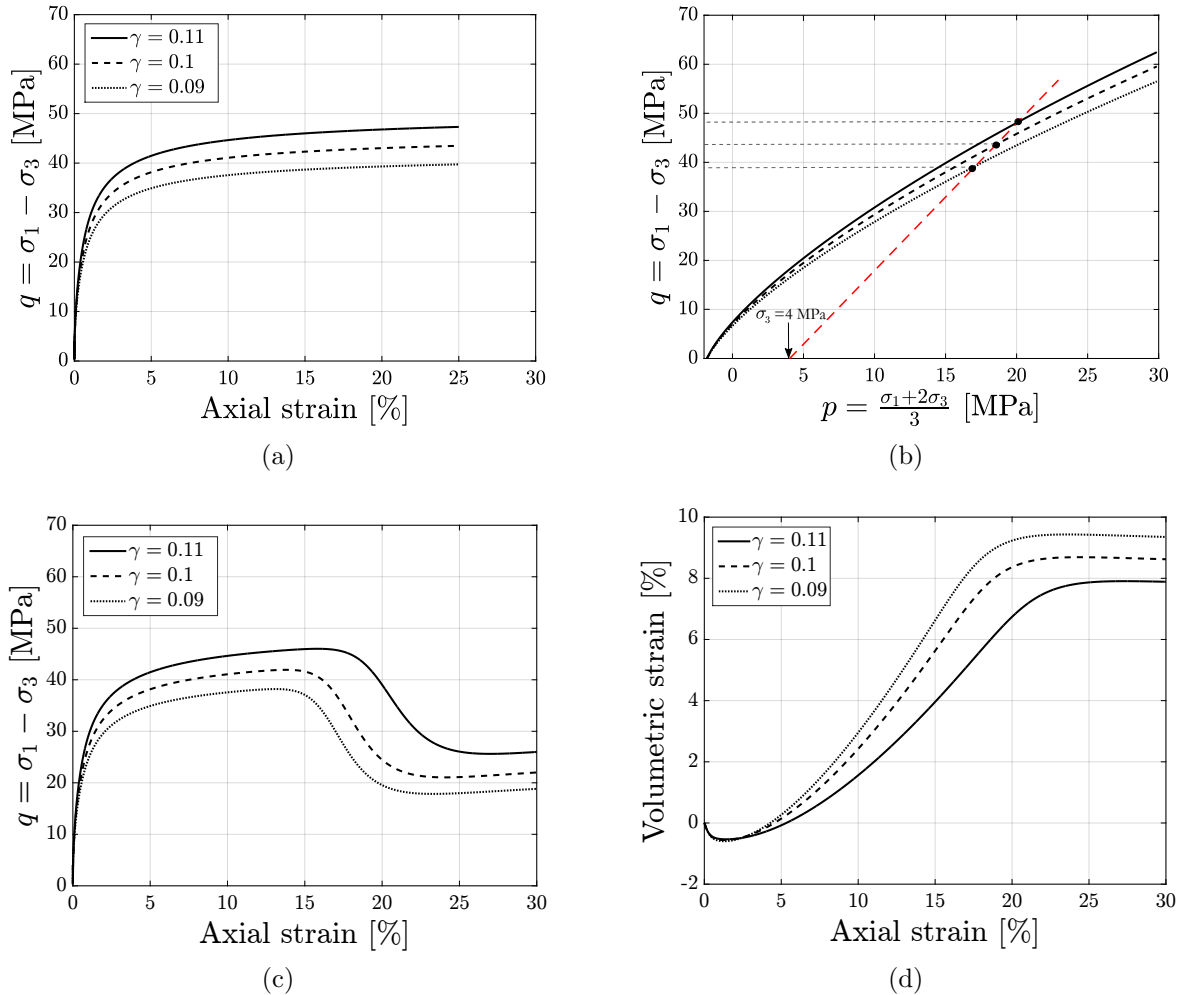 70
60
50
40
30
20
10
0
q = σ₁ − σ₃ [MPa]
γ = 0.11
γ = 0.1
γ = 0.09
0 5 10 15 20 25 30
Axial strain [%]
(a)
70
60
50
40
30
20
10
0
q = σ₁ − σ₃ [MPa]
σ₃ =4 MPa
0 5 10 15 20 25 30
p = (σ₁+2σ₃)/3 [MPa]
(b)
70
60
50
40
30
20
10
0
q = σ₁ − σ₃ [MPa]
γ = 0.11
γ = 0.1
γ = 0.09
0 5 10 15 20 25 30
Axial strain [%]
(c)
10
8
6
4
2
0
-2
Volumetric strain [%]
γ = 0.11
γ = 0.1
γ = 0.09
0 5 10 15 20 25 30
Axial strain [%]
(d)